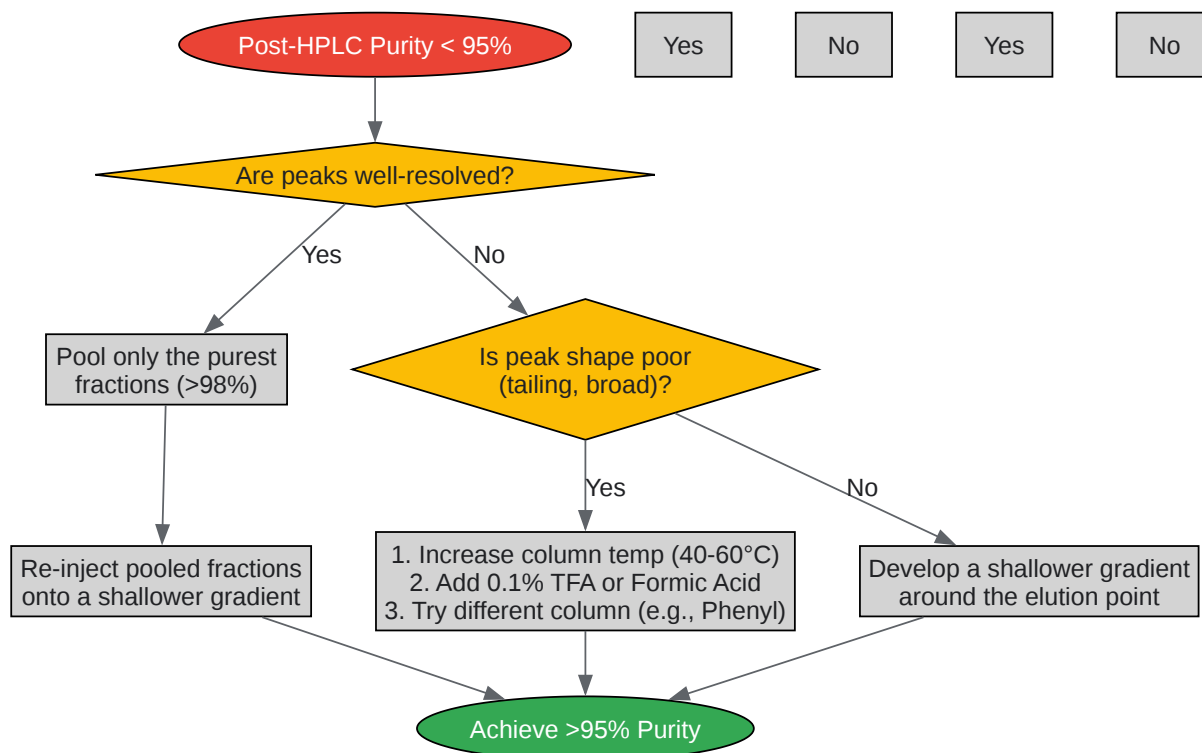 Post-HPLC Purity < 95%
Yes
No
Yes
No
Are peaks well-resolved?
Yes
No
Pool only the purest
fractions (>98%)
Is peak shape poor
(tailing, broad)?
Yes
No
Re-inject pooled fractions
onto a shallower gradient
1. Increase column temp (40-60°C)
2. Add 0.1% TFA or Formic Acid
3. Try different column (e.g., Phenyl)
Develop a shallower gradient
around the elution point
Achieve >95% Purity